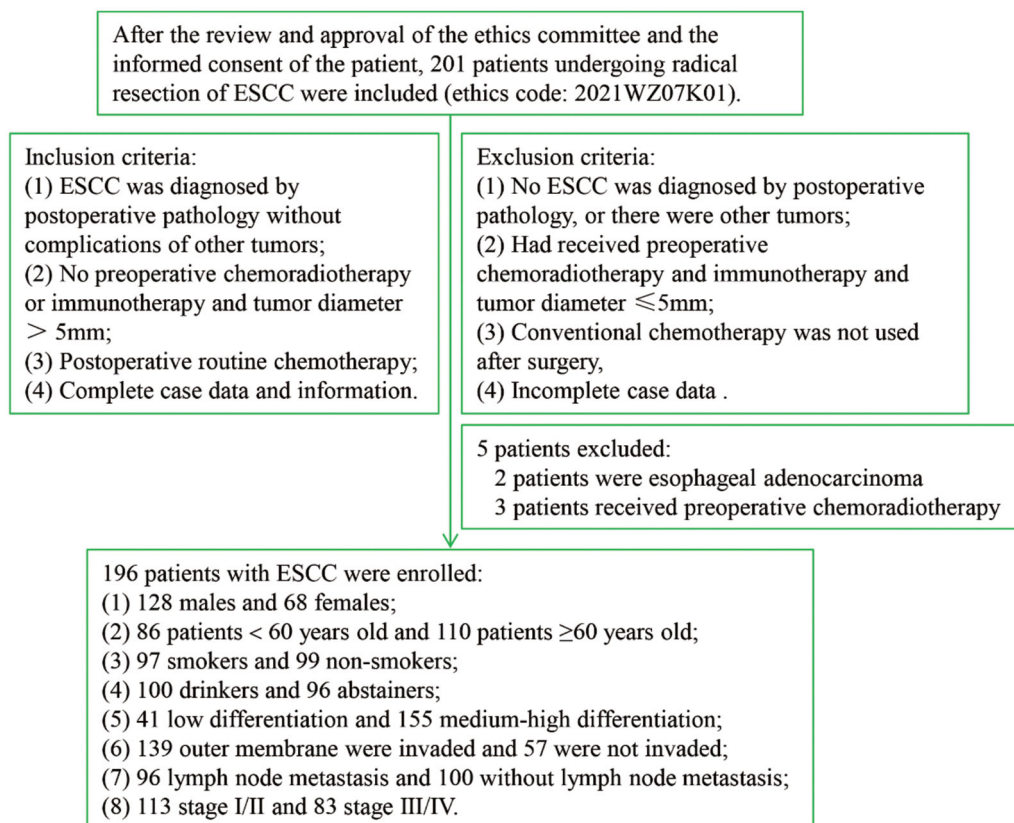 After the review and approval of the ethics committee and the
informed consent of the patient, 201 patients undergoing radical
resection of ESCC were included (ethics code: 2021WZ07K01).
Inclusion criteria:
(1) ESCC was diagnosed by
postoperative pathology without
complications of other tumors;
(2) No preoperative chemoradiotherapy
or immunotherapy and tumor diameter
> 5mm;
(3) Postoperative routine chemotherapy;
(4) Complete case data and information.
Exclusion criteria:
(1) No ESCC was diagnosed by postoperative
pathology, or there were other tumors;
(2) Had received preoperative
chemoradiotherapy and immunotherapy and
tumor diameter ≤5mm;
(3) Conventional chemotherapy was not used
after surgery,
(4) Incomplete case data .
5 patients excluded:
2 patients were esophageal adenocarcinoma
3 patients received preoperative chemoradiotherapy
196 patients with ESCC were enrolled:
(1) 128 males and 68 females;
(2) 86 patients < 60 years old and 110 patients ≥60 years old;
(3) 97 smokers and 99 non-smokers;
(4) 100 drinkers and 96 abstainers;
(5) 41 low differentiation and 155 medium-high differentiation;
(6) 139 outer membrane were invaded and 57 were not invaded;
(7) 96 lymph node metastasis and 100 without lymph node metastasis;
(8) 113 stage I/II and 83 stage III/IV.